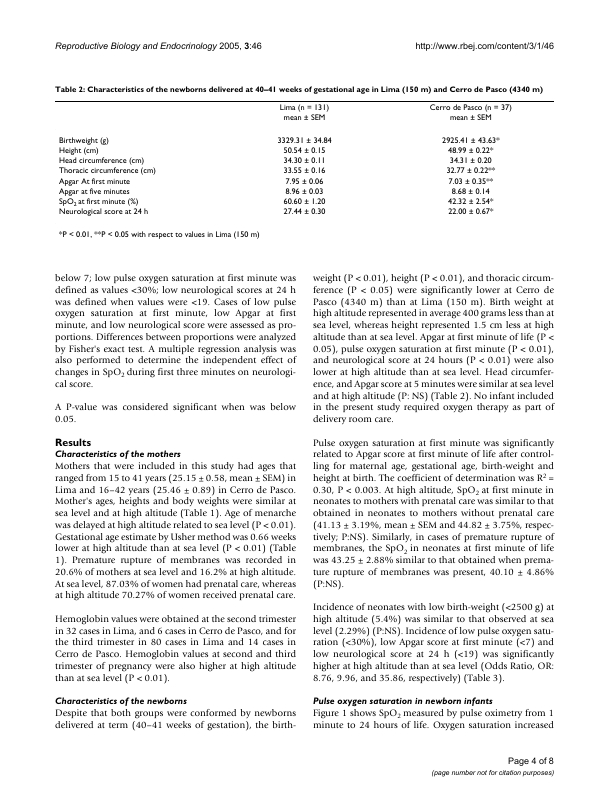 Reproductive Biology and Endocrinology 2005, 3:46
http://www.rbej.com/content/3/1/46
Table 2: Characteristics of the newborns delivered at 40–41 weeks of gestational age in Lima (150 m) and Cerro de Pasco (4340 m)
Lima (n = 131) Cerro de Pasco (n = 37)
mean ± SEM mean ± SEM
Birthweight (g) 3329.31 ± 34.84 2925.41 ± 43.63*
Height (cm) 50.54 ± 0.15 48.99 ± 0.22*
Head circumference (cm) 34.30 ± 0.11 34.31 ± 0.20
Thoracic circumference (cm) 33.55 ± 0.16 32.77 ± 0.22**
Apgar At first minute 7.95 ± 0.06 7.03 ± 0.35**
Apgar at five minutes 8.96 ± 0.03 8.68 ± 0.14
SpO2 at first minute (%) 60.60 ± 1.20 42.32 ± 2.54*
Neurological score at 24 h 27.44 ± 0.30 22.00 ± 0.67*
*P < 0.01, **P < 0.05 with respect to values in Lima (150 m)
below 7; low pulse oxygen saturation at first minute was
defined as values <30%; low neurological scores at 24 h
was defined when values were <19. Cases of low pulse
oxygen saturation at first minute, low Apgar at first
minute, and low neurological score were assessed as pro-
portions. Differences between proportions were analyzed
by Fisher's exact test. A multiple regression analysis was
also performed to determine the independent effect of
changes in SpO2 during first three months on neurologi-
cal score.
A P-value was considered significant when was below
0.05.
Results
Characteristics of the mothers
Mothers that were included in this study had ages that
ranged from 15 to 41 years (25.15 ± 0.58, mean ± SEM) in
Lima and 16–42 years (25.46 ± 0.89) in Cerro de Pasco.
Mother's ages, heights and body weights were similar at
sea level and at high altitude (Table 1). Age of menarche
was delayed at high altitude related to sea level (P < 0.01).
Gestational age estimate by Usher method was 0.66 weeks
lower at high altitude than at sea level (P < 0.01) (Table
1). Premature rupture of membranes was recorded in
20.6% of mothers at sea level and 16.2% at high altitude.
At sea level, 87.03% of women had prenatal care, whereas
at high altitude 70.27% of women received prenatal care.
Hemoglobin values were obtained at the second trimester
in 32 cases in Lima, and 6 cases in Cerro de Pasco, and for
the third trimester in 80 cases in Lima and 14 cases in
Cerro de Pasco. Hemoglobin values at second and third
trimester of pregnancy were also higher at high altitude
than at sea level (P < 0.01).
Characteristics of the newborns
Despite that both groups were conformed by newborns
delivered at term (40–41 weeks of gestation), the birth-
weight (P < 0.01), height (P < 0.01), and thoracic circum-
ference (P < 0.05) were significantly lower at Cerro de
Pasco (4340 m) than at Lima (150 m). Birth weight at
high altitude represented in average 400 grams less than at
sea level, whereas height represented 1.5 cm less at high
altitude than at sea level. Apgar at first minute of life (P <
0.05), pulse oxygen saturation at first minute (P < 0.01),
and neurological score at 24 hours (P < 0.01) were also
lower at high altitude than at sea level. Head circumfer-
ence, and Apgar score at 5 minutes were similar at sea level
and at high altitude (P: NS) (Table 2). No infant included
in the present study required oxygen therapy as part of
delivery room care.
Pulse oxygen saturation at first minute was significantly
related to Apgar score at first minute of life after control-
ling for maternal age, gestational age, birth-weight and
height at birth. The coefficient of determination was R2 =
0.30, P < 0.003. At high altitude, SpO2 at first minute in
neonates to mothers with prenatal care was similar to that
obtained in neonates to mothers without prenatal care
(41.13 ± 3.19%, mean ± SEM and 44.82 ± 3.75%, respec-
tively; P:NS). Similarly, in cases of premature rupture of
membranes, the SpO2 in neonates at first minute of life
was 43.25 ± 2.88% similar to that obtained when prema-
ture rupture of membranes was present, 40.10 ± 4.86%
(P:NS).
Incidence of neonates with low birth-weight (<2500 g) at
high altitude (5.4%) was similar to that observed at sea
level (2.29%) (P:NS). Incidence of low pulse oxygen satu-
ration (<30%), low Apgar score at first minute (<7) and
low neurological score at 24 h (<19) was significantly
higher at high altitude than at sea level (Odds Ratio, OR:
8.76, 9.96, and 35.86, respectively) (Table 3).
Pulse oxygen saturation in newborn infants
Figure 1 shows SpO2 measured by pulse oximetry from 1
minute to 24 hours of life. Oxygen saturation increased
Page 4 of 8
(page number not for citation purposes)